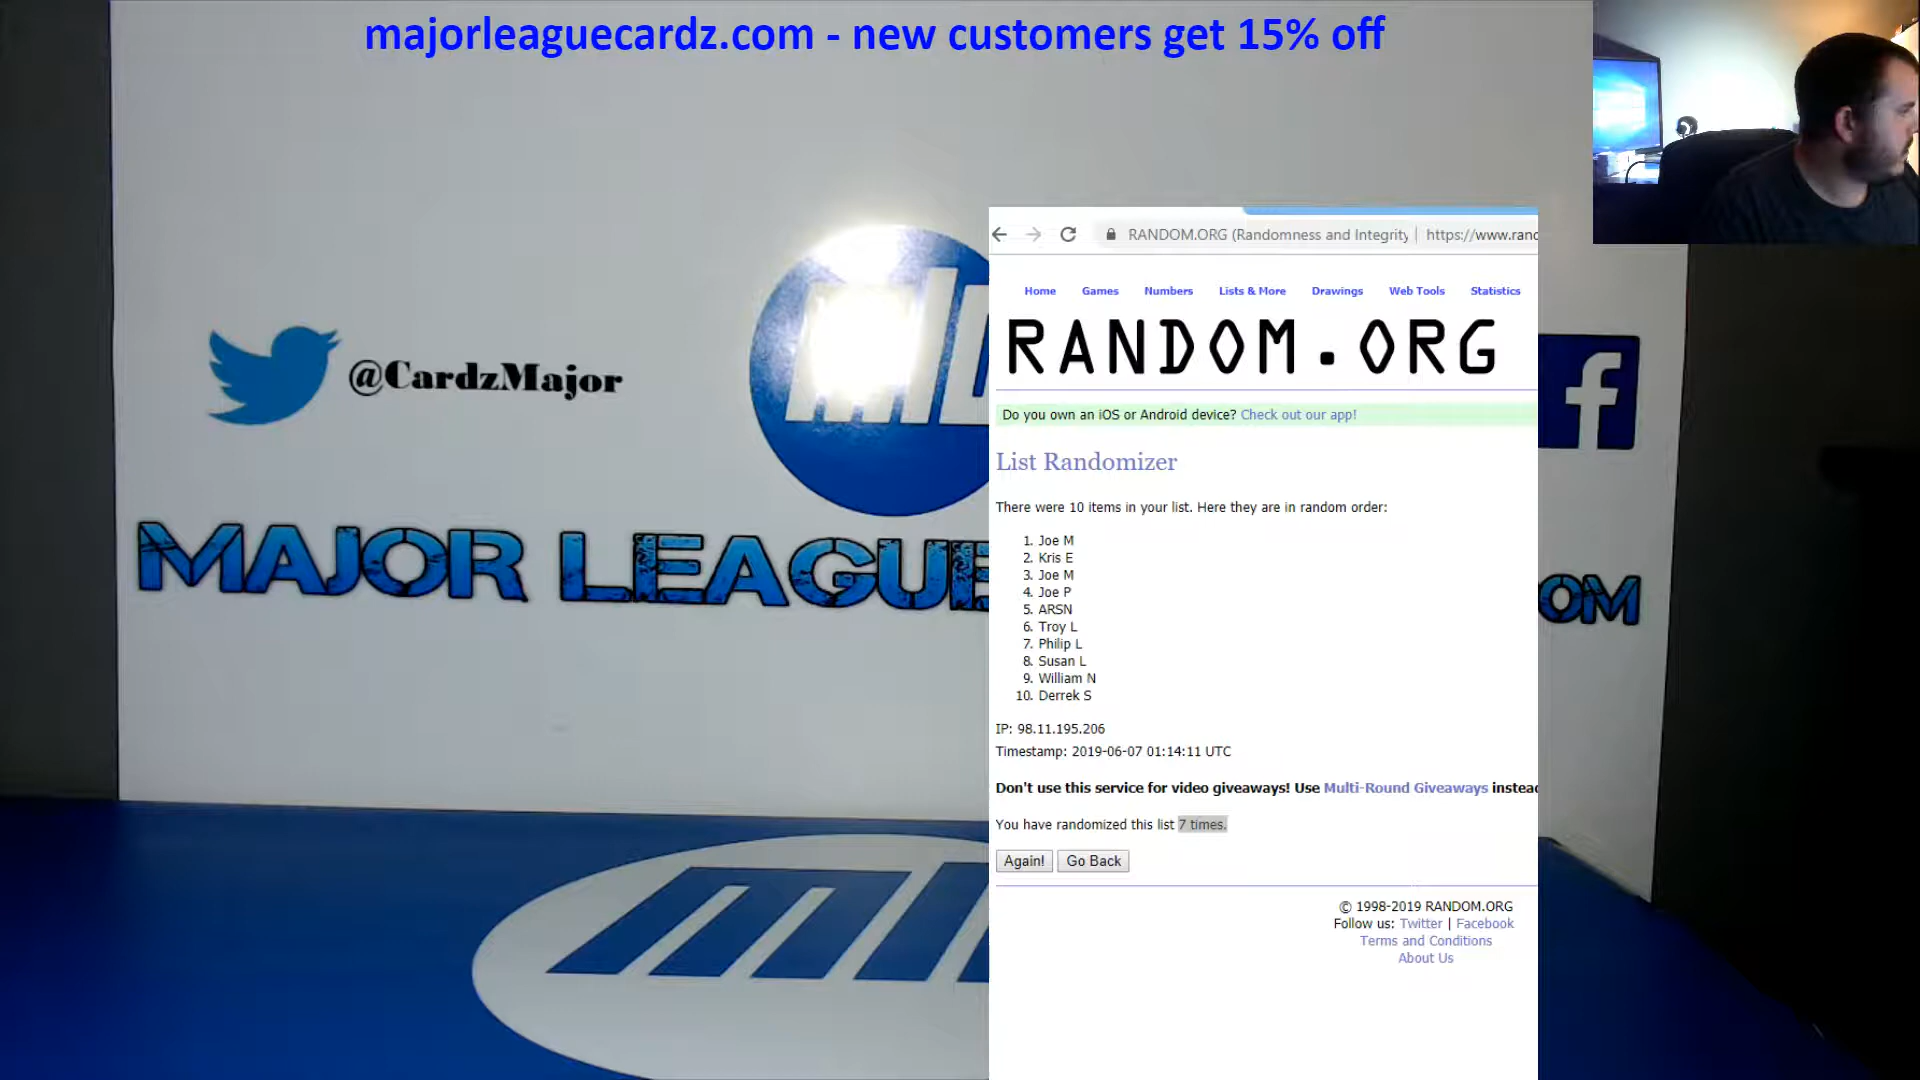 majorleaguecardz.com - new customers get 15% off
@CardzMajor
MAJOR LEAGUE
OM
RANDOM.ORG (Randomness and Integrity | https://www.rand
Home Games Numbers Lists & More Drawings Web Tools Statistics
RANDOM.ORG
Do you own an iOS or Android device? Check out our app!
List Randomizer
There were 10 items in your list. Here they are in random order:
1. Joe M
2. Kris E
3. Joe M
4. Joe P
5. ARSN
6. Troy L
7. Philip L
8. Susan L
9. William N
10. Derrek S
IP: 98.11.195.206
Timestamp: 2019-06-07 01:14:11 UTC
Don't use this service for video giveaways! Use Multi-Round Giveaways instead
You have randomized this list 7 times.
Again! Go Back
© 1998-2019 RANDOM.ORG
Follow us: Twitter | Facebook
Terms and Conditions
About Us